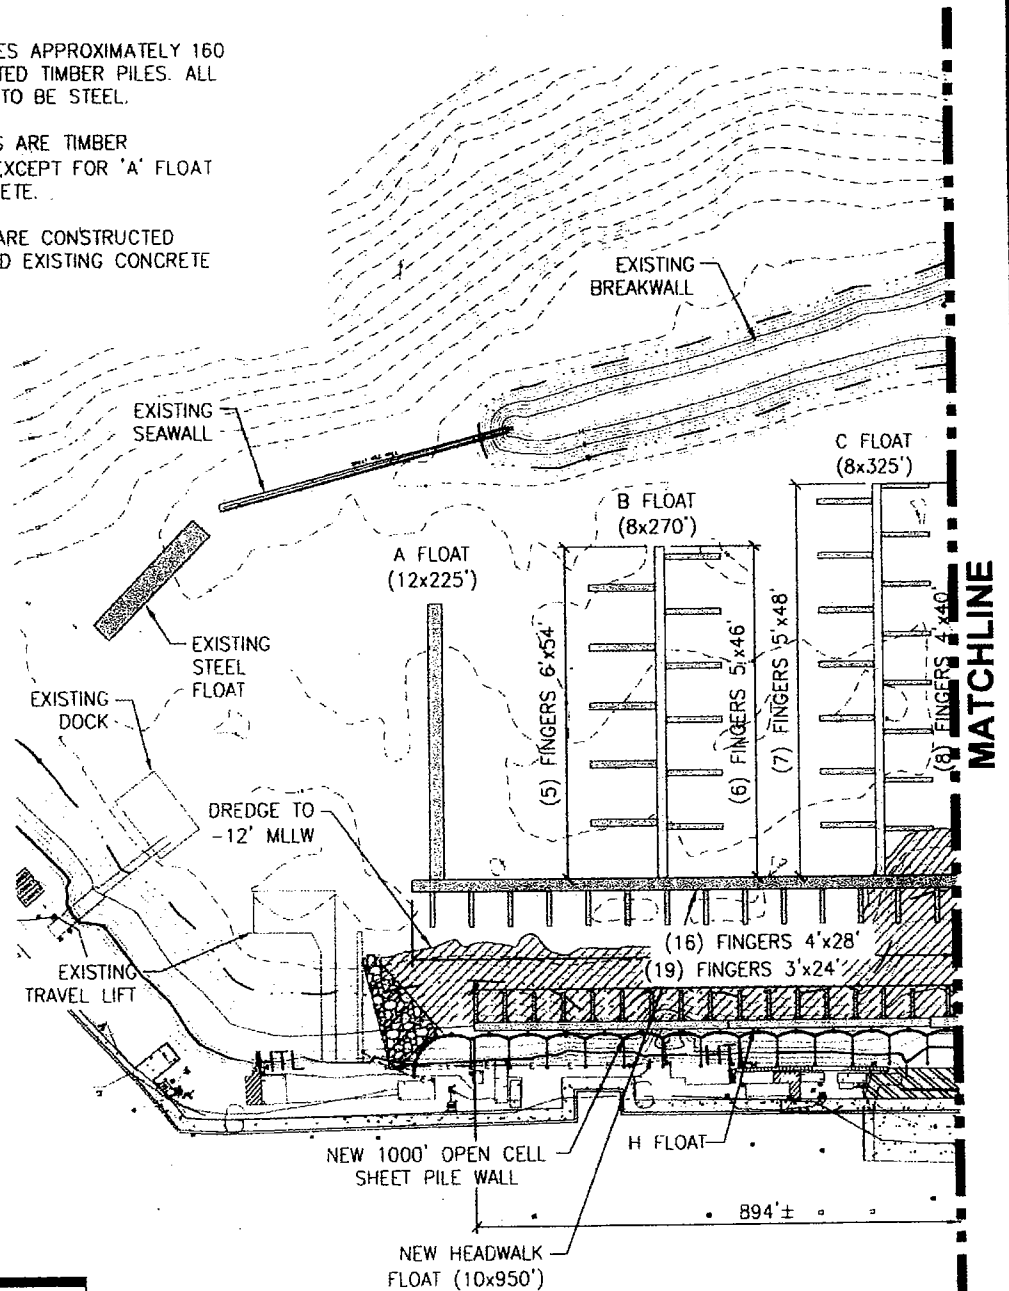 ES APPROXIMATELY 160
TED TIMBER PILES. ALL
TO BE STEEL.
S ARE TIMBER
EXCEPT FOR 'A' FLOAT
ETE.
ARE CONSTRUCTED
D EXISTING CONCRETE
EXISTING
BREAKWALL
EXISTING
SEAWALL
C FLOAT
(8x325')
B FLOAT
(8x270')
A FLOAT
(12x225')
EXISTING
STEEL
FLOAT
EXISTING
DOCK
(5) FINGERS 6'x54'
(6) FINGERS 5'x46'
(7) FINGERS 5'x48'
(8) FINGERS 4'x40'
MATCHLINE
DREDGE TO
-12' MLLW
(16) FINGERS 4'x28'
(19) FINGERS 3'x24'
EXISTING
TRAVEL LIFT
HTL
HTL
NEW 1000' OPEN CELL
SHEET PILE WALL
H FLOAT
894'±
NEW HEADWALK
FLOAT (10x950')